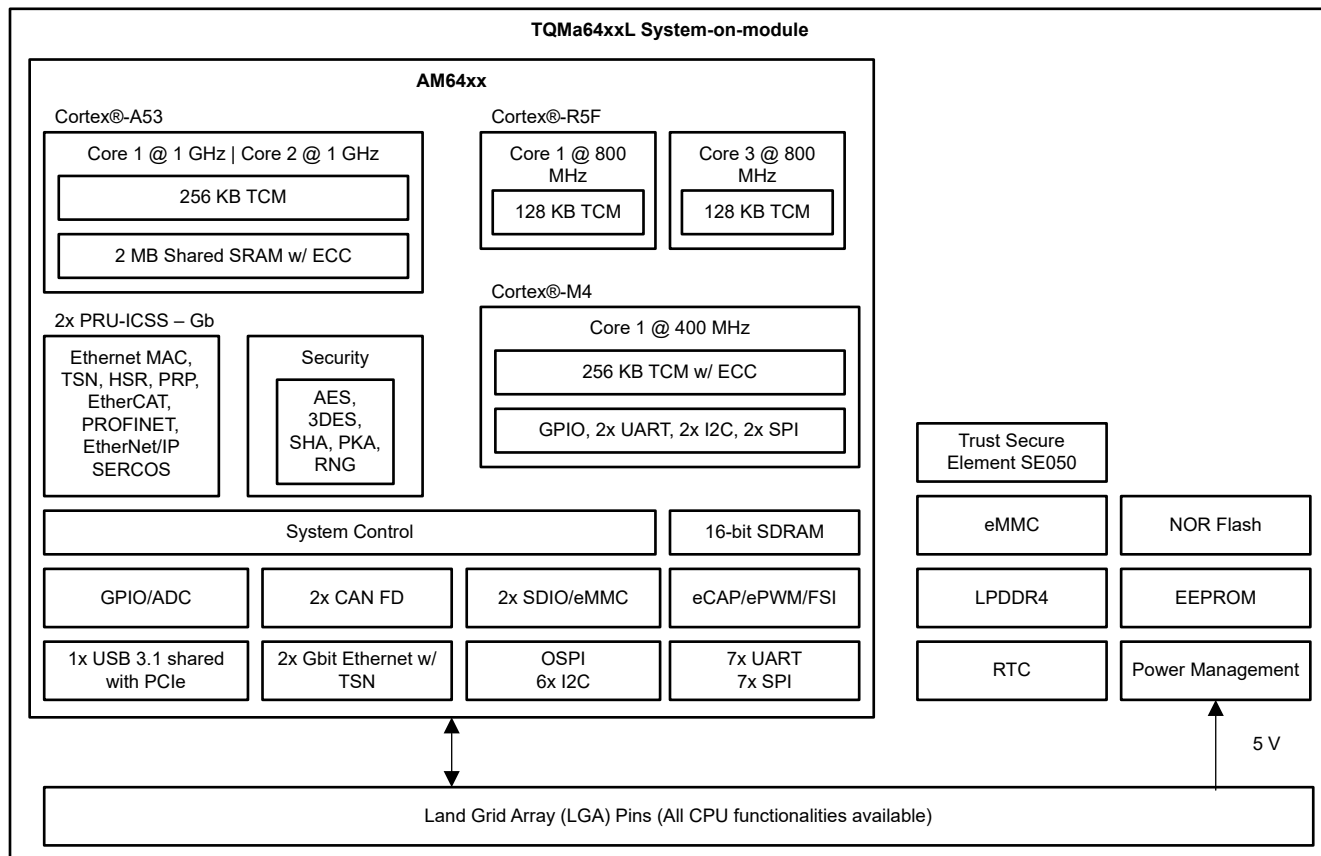 TQMa64xxL System-on-module
AM64xx
Cortex®-A53
Core 1 @ 1 GHz | Core 2 @ 1 GHz
256 KB TCM
2 MB Shared SRAM w/ ECC
Cortex®-R5F
Core 1 @ 800
MHz
128 KB TCM
Core 3 @ 800
MHz
128 KB TCM
Cortex®-M4
Core 1 @ 400 MHz
256 KB TCM w/ ECC
GPIO, 2x UART, 2x I2C, 2x SPI
2x PRU-ICSS – Gb
Ethernet MAC,
TSN, HSR, PRP,
EtherCAT,
PROFINET,
EtherNet/IP
SERCOS
Security
AES,
3DES,
SHA, PKA,
RNG
System Control
16-bit SDRAM
GPIO/ADC
2x CAN FD
2x SDIO/eMMC
eCAP/ePWM/FSI
1x USB 3.1 shared
with PCIe
2x Gbit Ethernet w/
TSN
OSPI
6x I2C
7x UART
7x SPI
Trust Secure
Element SE050
eMMC
NOR Flash
LPDDR4
EEPROM
RTC
Power Management
5 V
Land Grid Array (LGA) Pins (All CPU functionalities available)